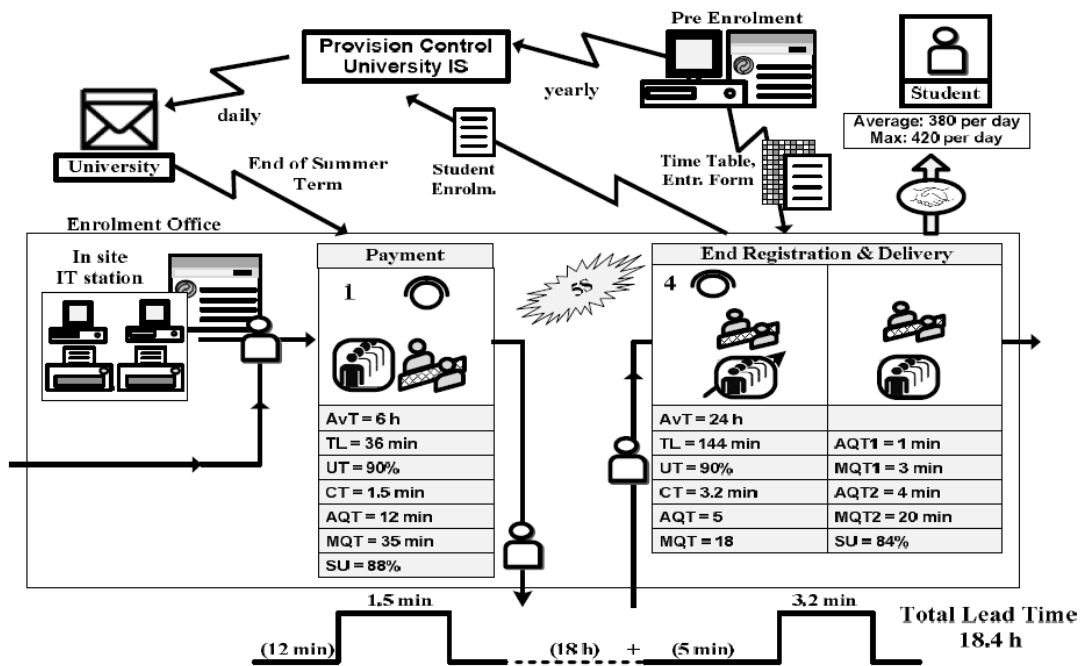 Pre Enrolment
Provision Control
University IS
yearly
daily
Student
Average: 380 per day
Max: 420 per day
University
End of Summer
Term
Student
Enrolm.
Time Table,
Entr. Form
Enrolment Office
In site
IT station
Payment
1
5S
End Registration & Delivery
4
AvT = 6 h
TL = 36 min
UT = 90%
CT = 1.5 min
AQT = 12 min
MQT = 35 min
SU = 88%
AvT = 24 h
TL = 144 min
UT = 90%
CT = 3.2 min
AQT = 5
MQT = 18
AQT1 = 1 min
MQT1 = 3 min
AQT2 = 4 min
MQT2 = 20 min
SU = 84%
1.5 min
3.2 min
(12 min)
(18 h)
+
(5 min)
Total Lead Time
18.4 h